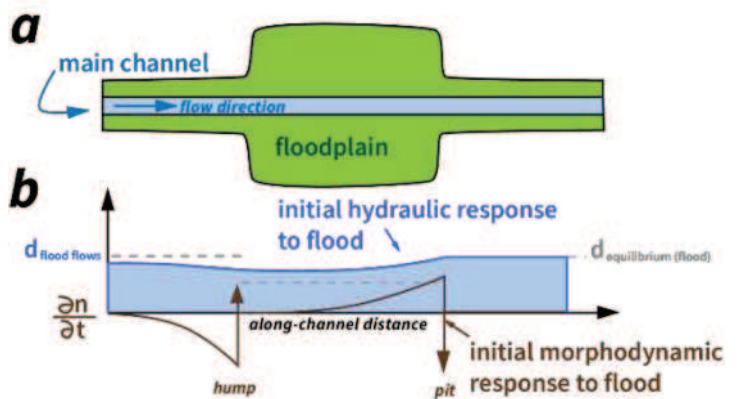 a
main channel
flow direction
floodplain
b
initial hydraulic response
to flood
d flood flows
d equilibrium (flood)
∂n
∂t
along-channel distance
initial morphodynamic
response to flood
hump
pit